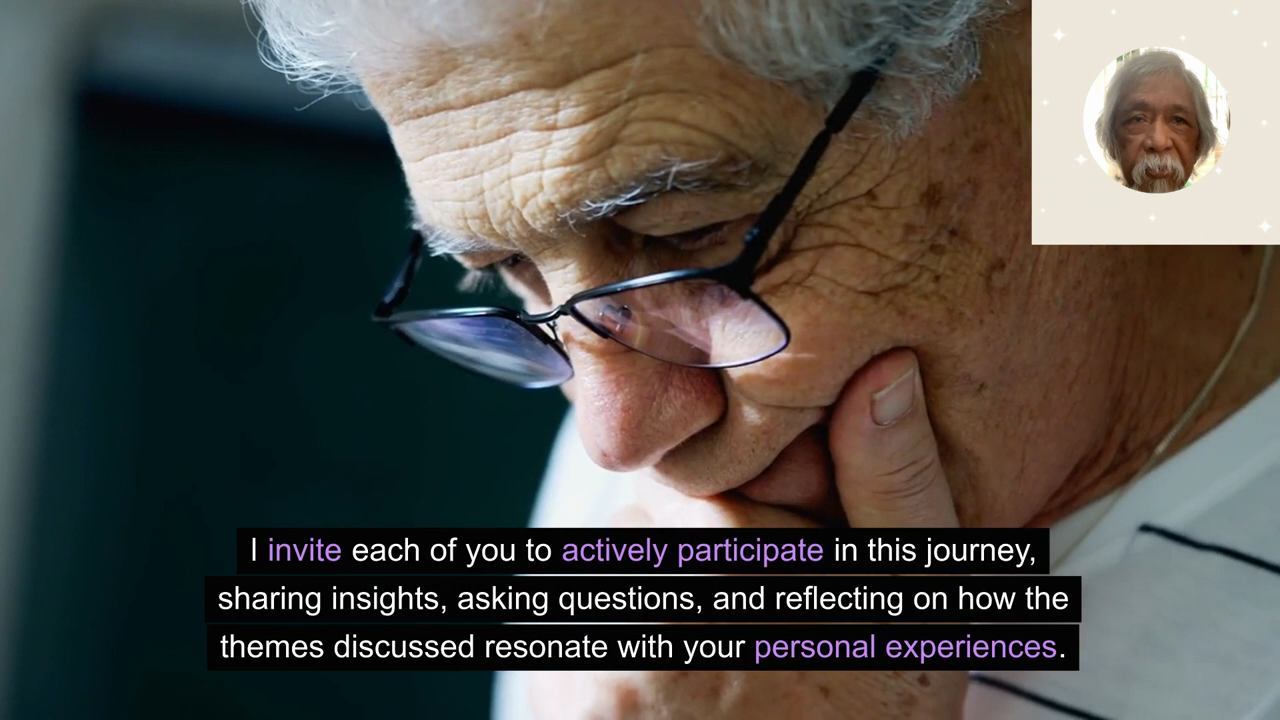 I invite each of you to actively participate in this journey,
sharing insights, asking questions, and reflecting on how the
themes discussed resonate with your personal experiences.